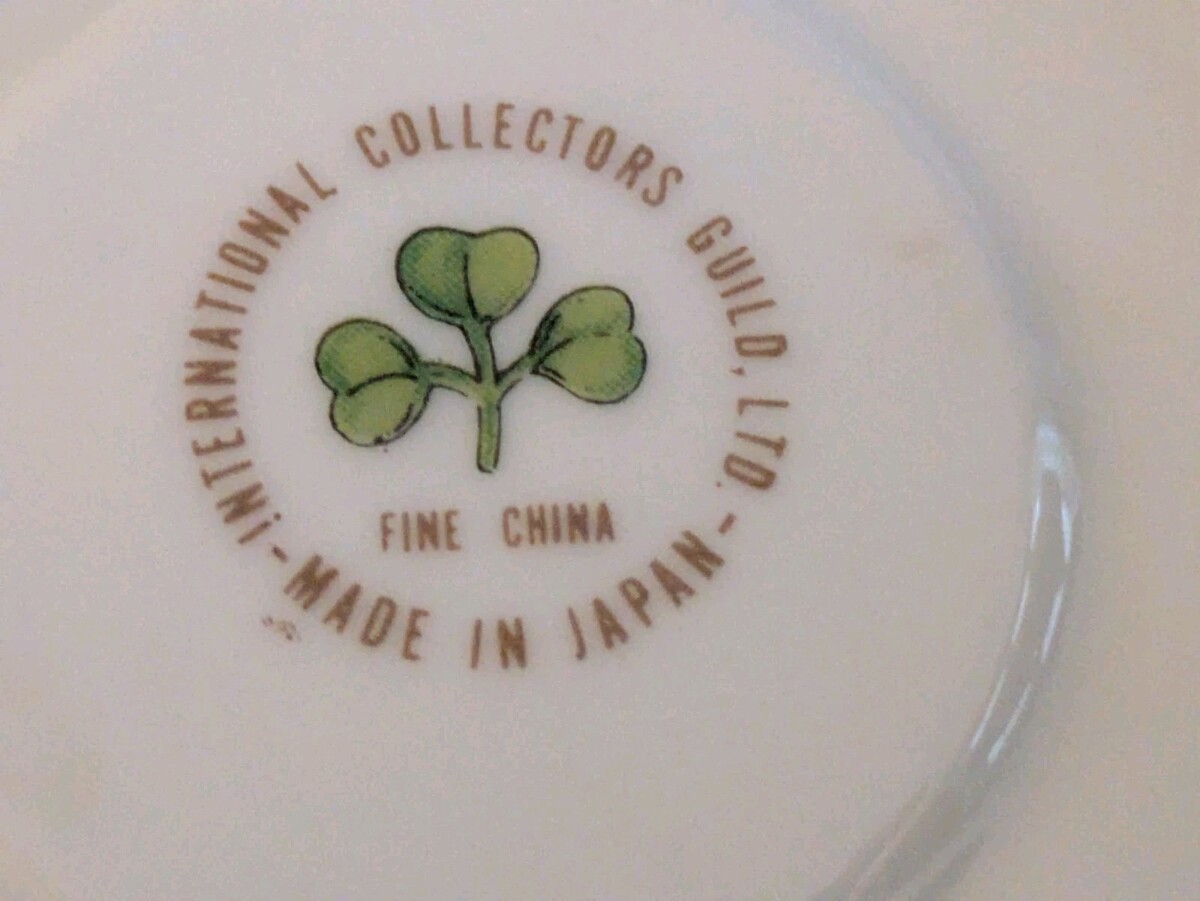 INTERNATIONAL COLLECTORS GUILD, LTD.
FINE CHINA
-MADE IN JAPAN-